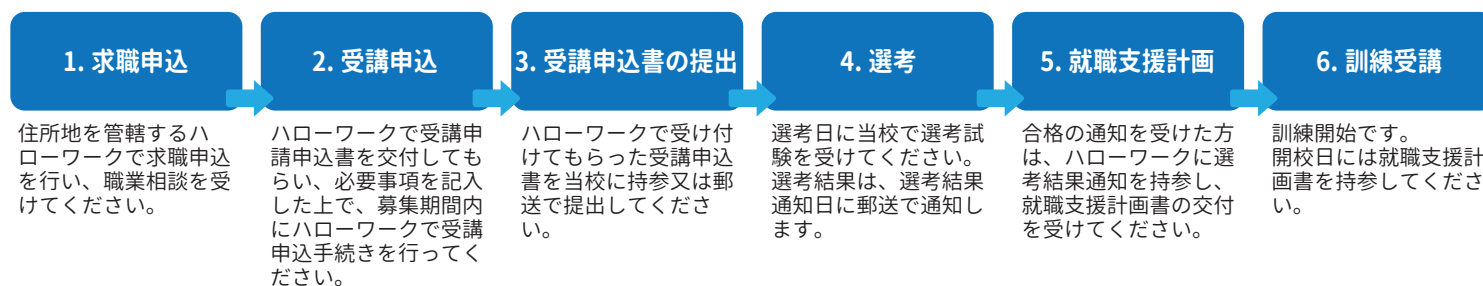 1. 求職申込
住所地を管轄するハ
ローワークで求職申込
を行い、職業相談を受
けてください。
2. 受講申込
ハローワークで受講申
請申込書を交付しても
らい、必要事項を記入
した上で、募集期間内
にハローワークで受講
申込手続きを行ってく
ださい。
3. 受講申込書の提出
ハローワークで受け付
けてもらった受講申込
書を当校に持参又は郵
送で提出してくださ
い。
4. 選考
選考日に当校で選考試
験を受けてください。
選考結果は、選考結果
通知日に郵送で通知し
ます。
5. 就職支援計画
合格の通知を受けた方
は、ハローワークに選
考結果通知を持参し、
就職支援計画書の交付
を受けてください。
6. 訓練受講
訓練開始です。
開校日には就職支援計
画書を持参してくださ
い。